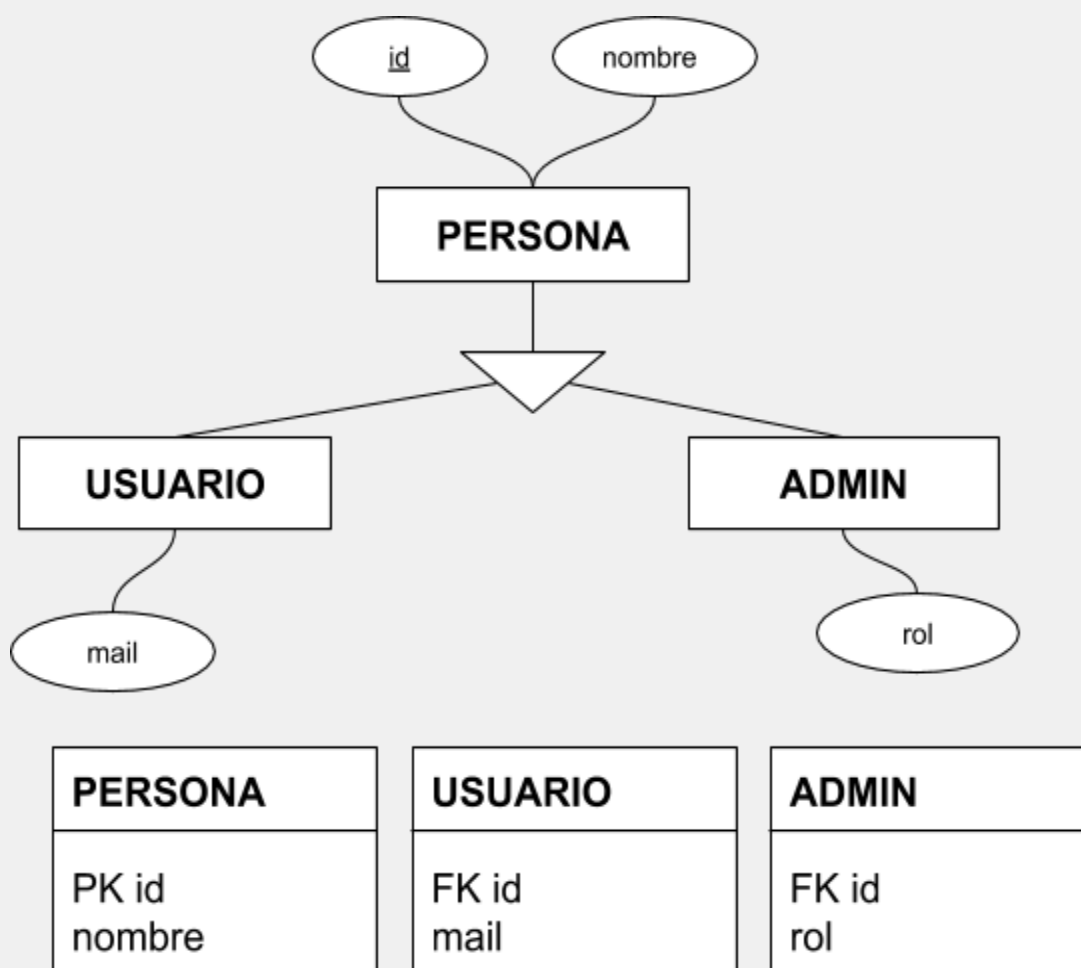 id
nombre
PERSONA
USUARIO
ADMIN
mail
rol
PERSONA
PK id
nombre
USUARIO
FK id
mail
ADMIN
FK id
rol